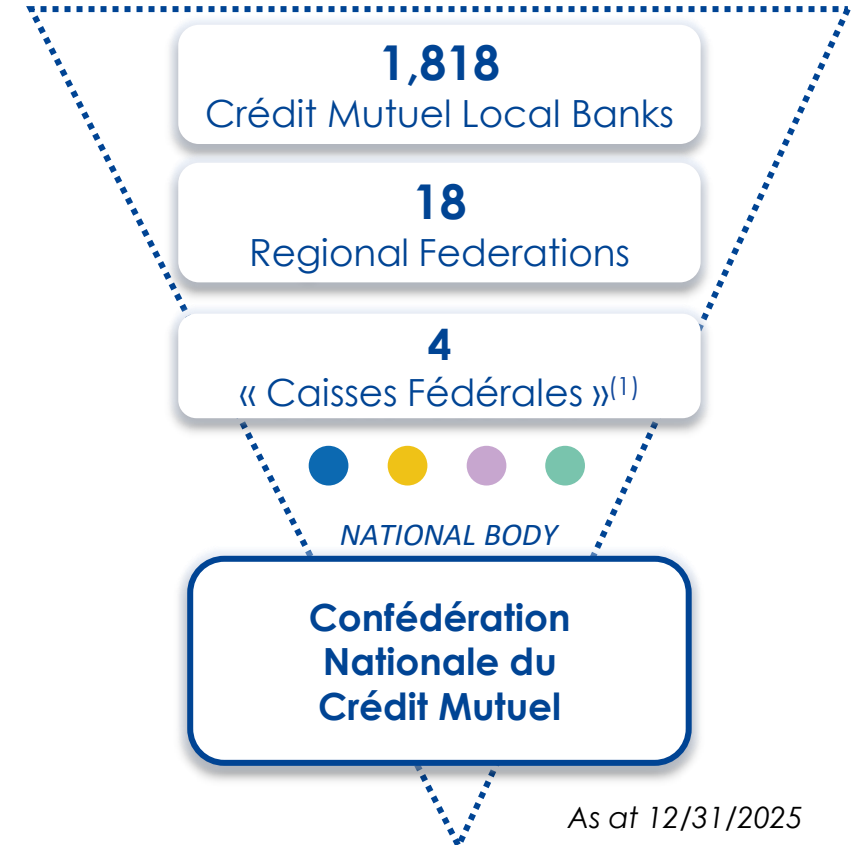 1,818
Crédit Mutuel Local Banks
18
Regional Federations
4
« Caisses Fédérales »(1)
NATIONAL BODY
Confédération
Nationale du
Crédit Mutuel
As at 12/31/2025